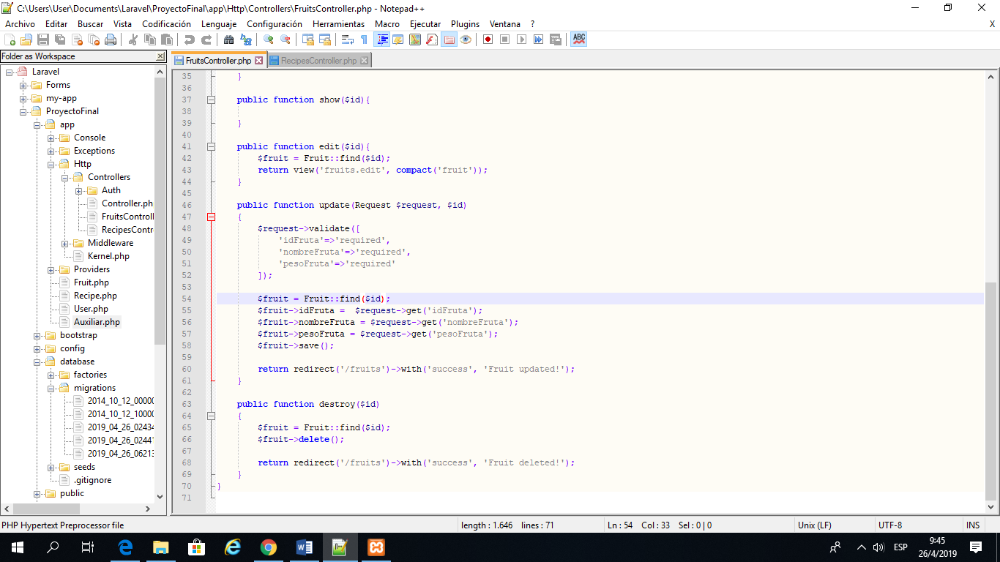 C:\Users\User\Documents\Laravel\ProyectoFinal\app\Http\Controllers\FruitsController.php - Notepad++
Archivo Editar Buscar Vista Codificación Lenguaje Configuración Herramientas Macro Ejecutar Plugins Ventana ? X
ABC
Folder as Workspace
FruitsController.php RecipesController.php
Laravel
Forms
my-app
ProyectoFinal
app
Console
Exceptions
Http
Controllers
Auth
Controller.ph
FruitsControll
RecipesContr
Middleware
Kernel.php
Providers
Fruit.php
Recipe.php
User.php
Auxiliar.php
bootstrap
config
database
factories
migrations
2014_10_12_00000
2014_10_12_10000
2019_04_26_02434
2019_04_26_02441
2019_04_26_06213
seeds
.gitignore
public
35 }
36
37 public function show($id){
38
39 }
40
41 public function edit($id){
42 $fruit = Fruit::find($id);
43 return view('fruits.edit', compact('fruit'));
44 }
45
46 public function update(Request $request, $id)
47 {
48 $request->validate([
49 'idFruta'=>'required',
50 'nombreFruta'=>'required',
51 'pesoFruta'=>'required'
52 ]);
53
54 $fruit = Fruit::find($id);
55 $fruit->idFruta =  $request->get('idFruta');
56 $fruit->nombreFruta = $request->get('nombreFruta');
57 $fruit->pesoFruta = $request->get('pesoFruta');
58 $fruit->save();
59
60 return redirect('/fruits')->with('success', 'Fruit updated!');
61 }
62
63 public function destroy($id)
64 {
65 $fruit = Fruit::find($id);
66 $fruit->delete();
67
68 return redirect('/fruits')->with('success', 'Fruit deleted!');
69 }
70 }
71
PHP Hypertext Preprocessor file length : 1.646 lines : 71 Ln : 54 Col : 33 Sel : 0 | 0 Unix (LF) UTF-8 INS
ESP
9:45
26/4/2019